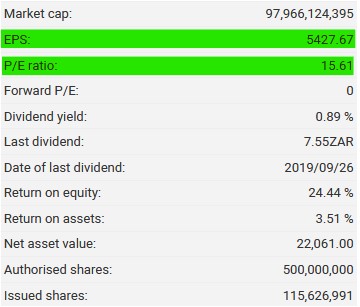 Market cap: 97,966,124,395
EPS: 5427.67
P/E ratio: 15.61
Forward P/E: 0
Dividend yield: 0.89 %
Last dividend: 7.55ZAR
Date of last dividend: 2019/09/26
Return on equity: 24.44 %
Return on assets: 3.51 %
Net asset value: 22,061.00
Authorised shares: 500,000,000
Issued shares: 115,626,991